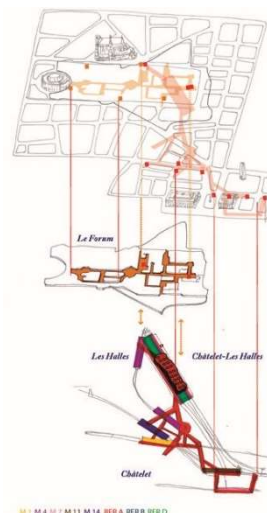 Le Forum
Les Halles
Châtelet-Les Halles
Châtelet
M 1 M 4 M 7 M 11 M 14 RER A RER B RER D